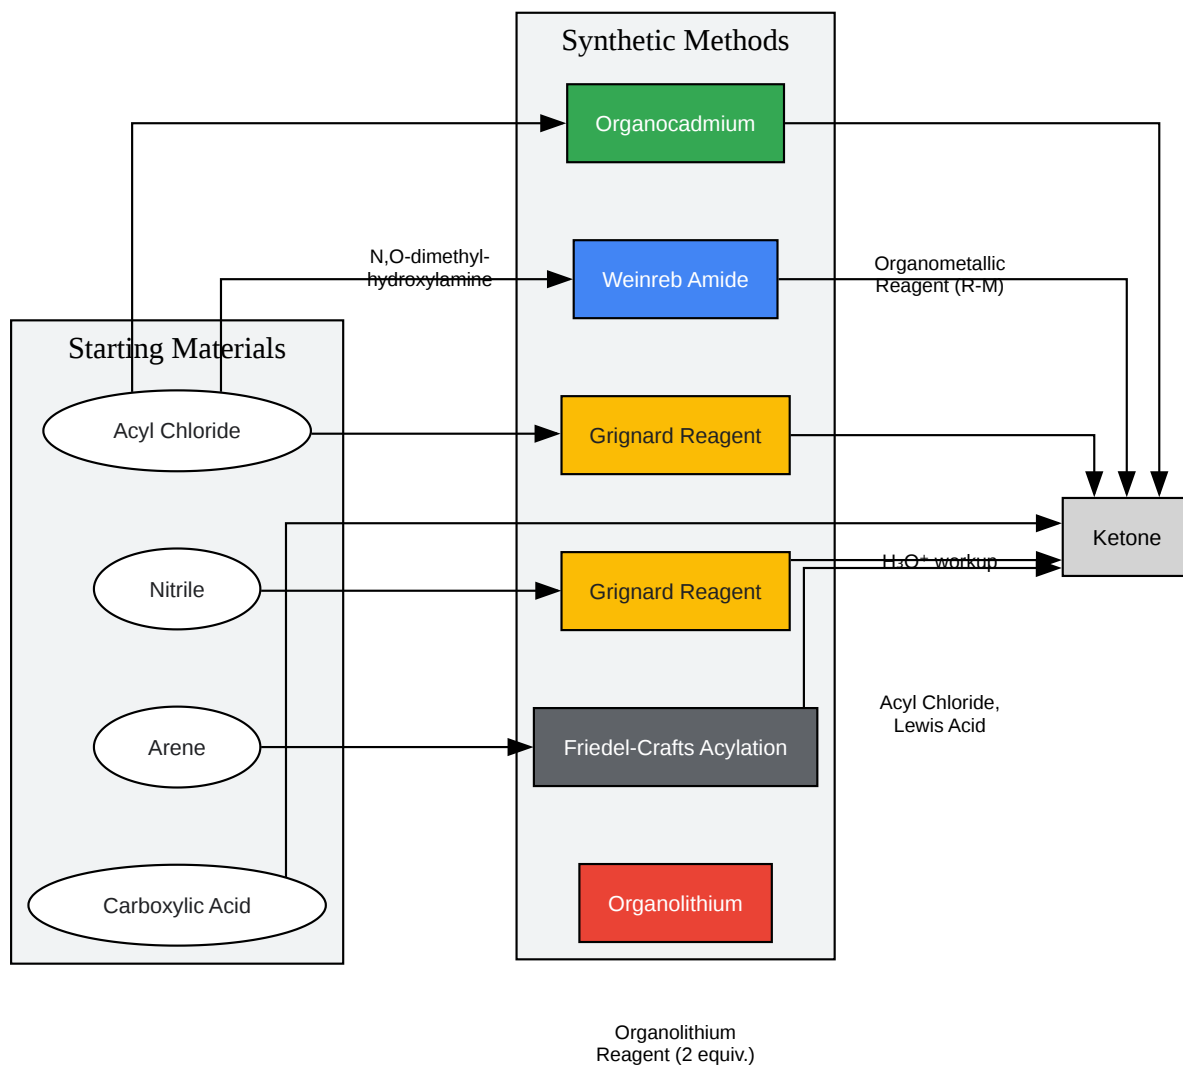 Synthetic Methods
Organocadmium
N,O-dimethyl-
hydroxylamine
Weinreb Amide
Organometallic
Reagent (R-M)
Starting Materials
Acyl Chloride
Grignard Reagent
Ketone
Nitrile
Grignard Reagent
H₃O⁺ workup
Arene
Friedel-Crafts Acylation
Acyl Chloride,
Lewis Acid
Carboxylic Acid
Organolithium
Organolithium
Reagent (2 equiv.)